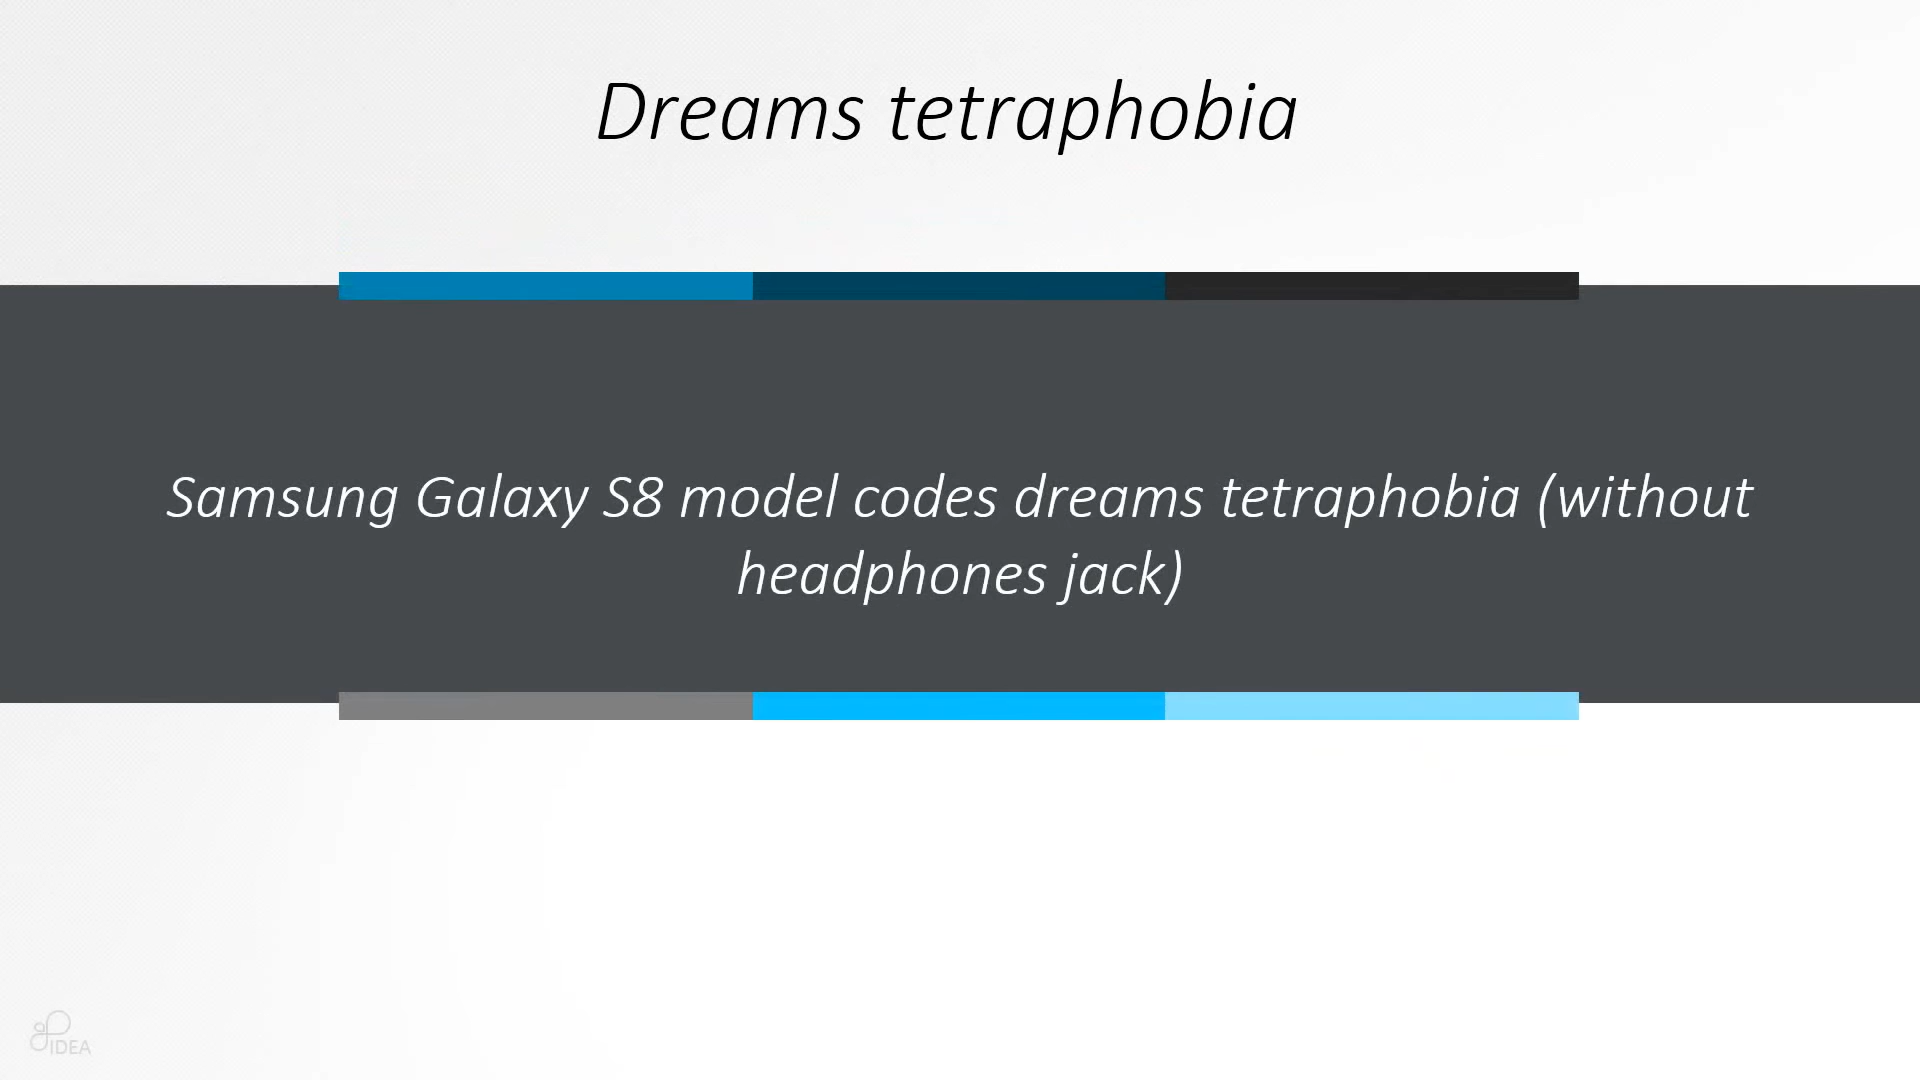 Dreams tetraphobia
Samsung Galaxy S8 model codes dreams tetraphobia (without
headphones jack)
IDEA